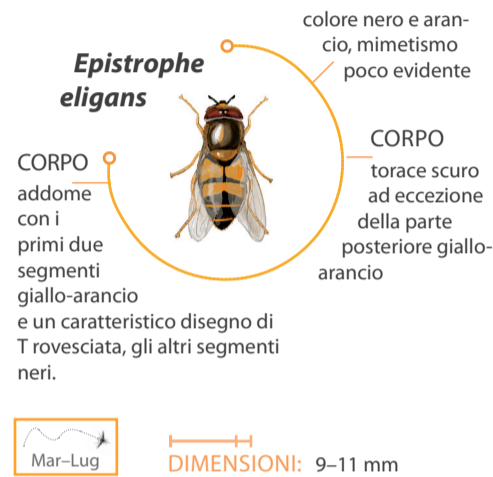 Epistrophe
eligans
colore nero e aran-
cio, mimetismo
poco evidente
CORPO
torace scuro
ad eccezione
della parte
posteriore giallo-
arancio
CORPO
addome
con i
primi due
segmenti
giallo-arancio
e un caratteristico disegno di
T rovesciata, gli altri segmenti
neri.
Mar–Lug
DIMENSIONI: 9–11 mm